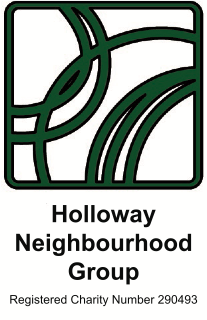 Holloway
Neighbourhood
Group
Registered Charity Number 290493